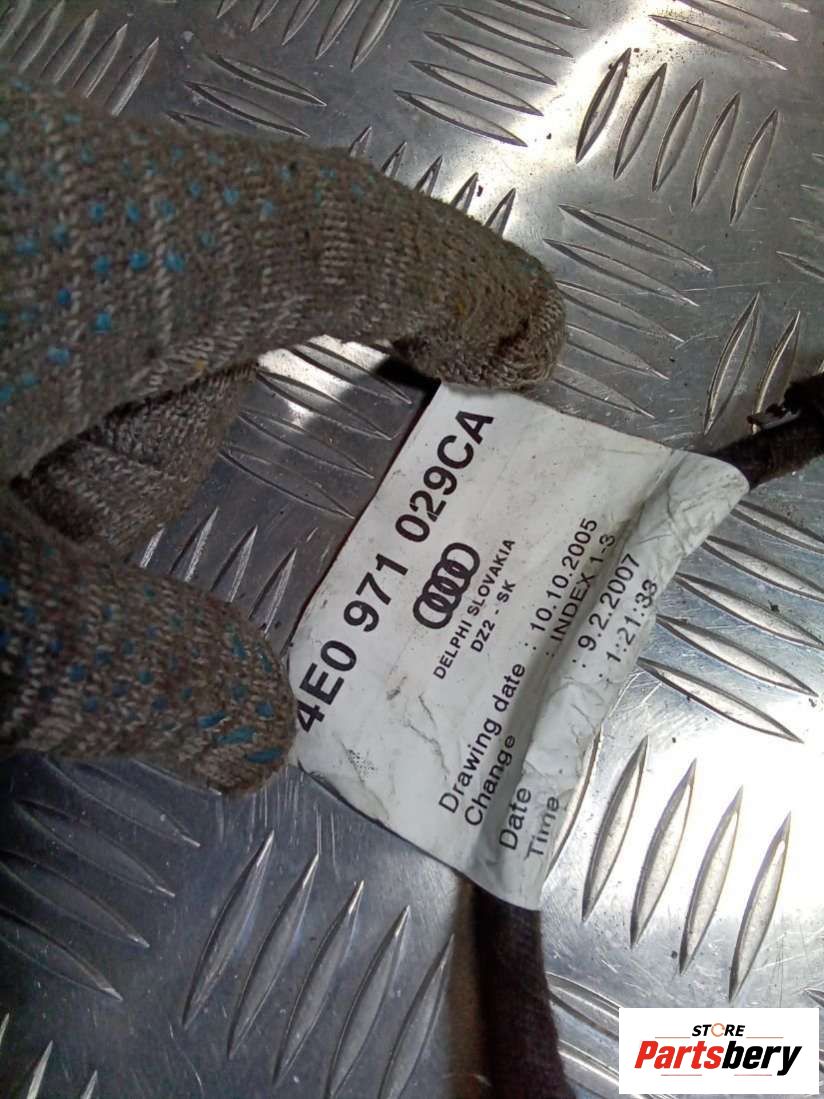 4E0 971 029CA
DELPHI SLOVAKIA
DZ2 - SK
Drawing date : 10.10.2005
Change : INDEX 1-3
Date : 9.2.2007
Time : 1:21:38
STORE
Partsbery